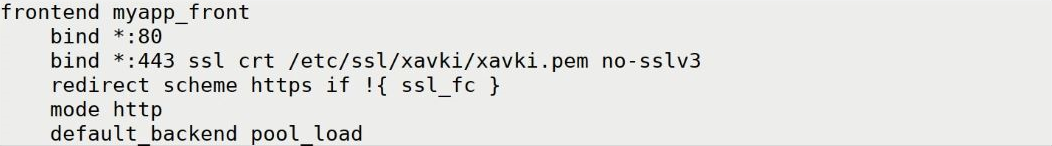 frontend myapp_front
    bind *:80
    bind *:443 ssl crt /etc/ssl/xavki/xavki.pem no-sslv3
    redirect scheme https if !{ ssl_fc }
    mode http
    default_backend pool_load